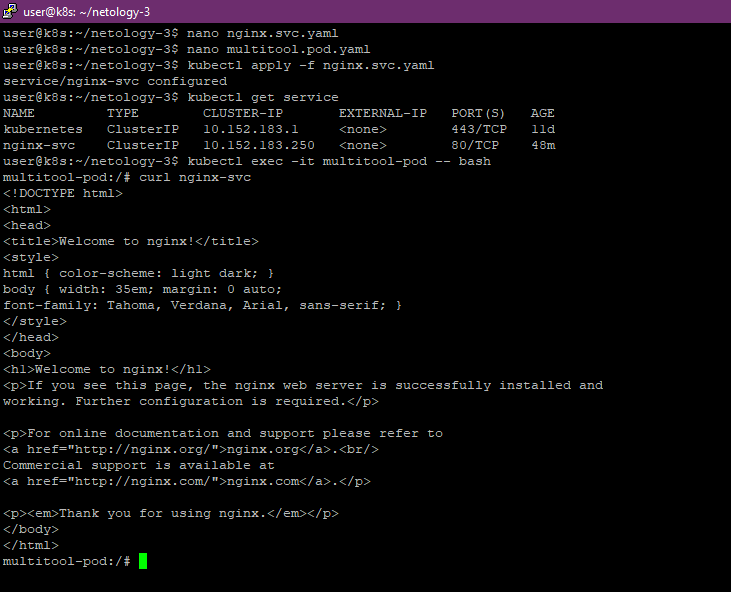 user@k8s: ~/netology-3
user@k8s:~/netology-3$ nano nginx.svc.yaml
user@k8s:~/netology-3$ nano multitool.pod.yaml
user@k8s:~/netology-3$ kubectl apply -f nginx.svc.yaml
service/nginx-svc configured
user@k8s:~/netology-3$ kubectl get service
NAME         TYPE        CLUSTER-IP       EXTERNAL-IP   PORT(S)   AGE
kubernetes   ClusterIP   10.152.183.1     <none>        443/TCP   11d
nginx-svc    ClusterIP   10.152.183.250   <none>        80/TCP    48m
user@k8s:~/netology-3$ kubectl exec -it multitool-pod -- bash
multitool-pod:/# curl nginx-svc
<!DOCTYPE html>
<html>
<head>
<title>Welcome to nginx!</title>
<style>
html { color-scheme: light dark; }
body { width: 35em; margin: 0 auto;
font-family: Tahoma, Verdana, Arial, sans-serif; }
</style>
</head>
<body>
<h1>Welcome to nginx!</h1>
<p>If you see this page, the nginx web server is successfully installed and
working. Further configuration is required.</p>

<p>For online documentation and support please refer to
<a href="http://nginx.org/">nginx.org</a>.<br/>
Commercial support is available at
<a href="http://nginx.com/">nginx.com</a>.</p>

<p><em>Thank you for using nginx.</em></p>
</body>
</html>
multitool-pod:/#